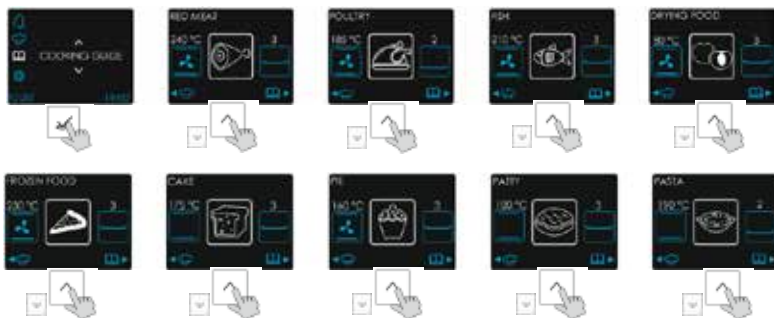 COOKING GUIDE
RED MEAT
240 °C 3
POULTRY
180 °C 2
FISH
210 °C 3
DRYING FOOD
3
FROZEN FOOD
230 °C 3
CAKE
175 °C 3
PIE
160 °C 3
3
PASTA
190 °C 2